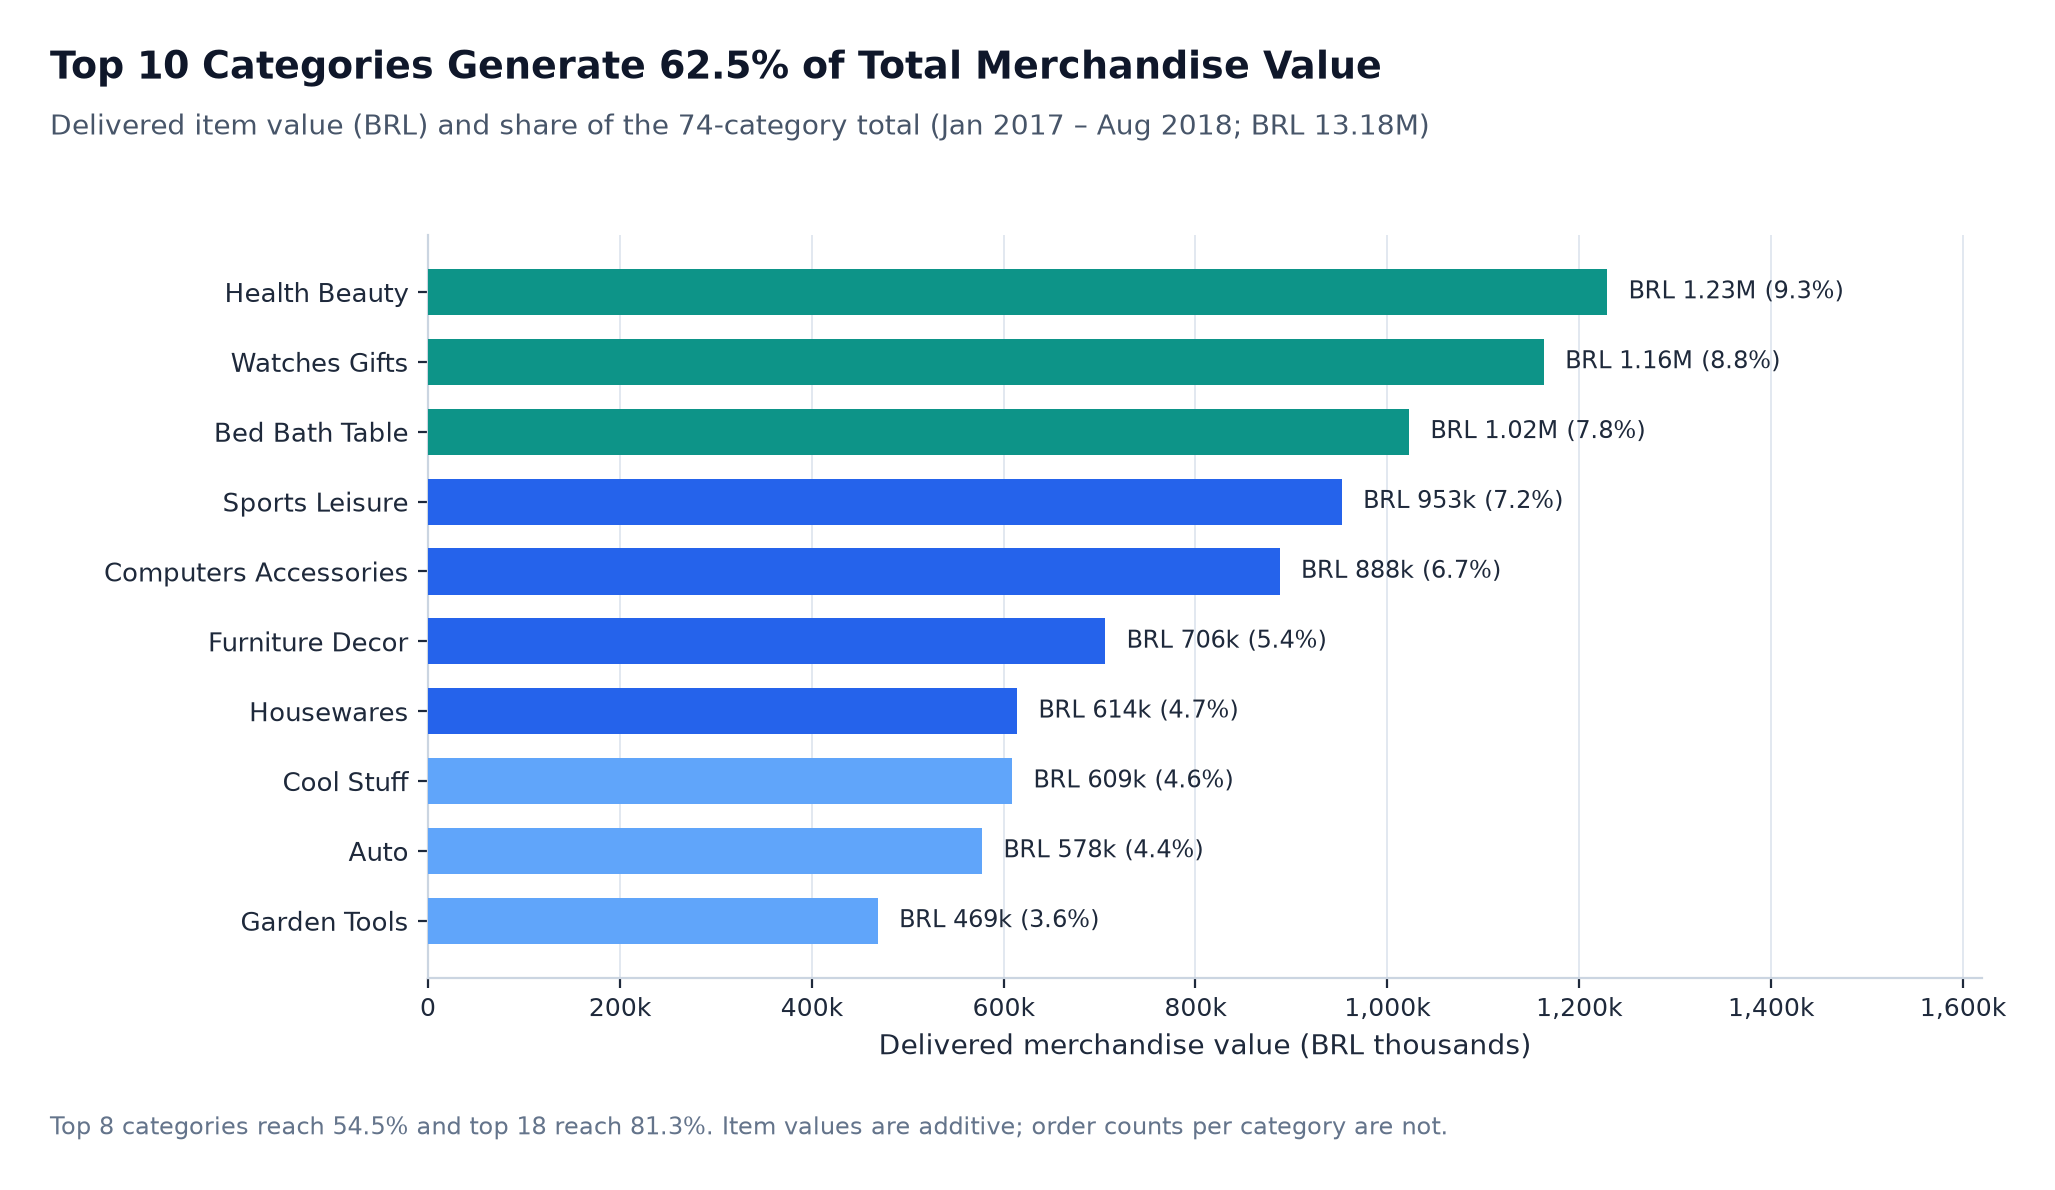 Top 10 Categories Generate 62.5% of Total Merchandise Value
Delivered item value (BRL) and share of the 74-category total (Jan 2017 – Aug 2018; BRL 13.18M)
Health Beauty BRL 1.23M (9.3%)
Watches Gifts BRL 1.16M (8.8%)
Bed Bath Table BRL 1.02M (7.8%)
Sports Leisure BRL 953k (7.2%)
Computers Accessories BRL 888k (6.7%)
Furniture Decor BRL 706k (5.4%)
Housewares BRL 614k (4.7%)
Cool Stuff BRL 609k (4.6%)
Auto BRL 578k (4.4%)
Garden Tools BRL 469k (3.6%)
0 200k 400k 600k 800k 1,000k 1,200k 1,400k 1,600k
Delivered merchandise value (BRL thousands)
Top 8 categories reach 54.5% and top 18 reach 81.3%. Item values are additive; order counts per category are not.